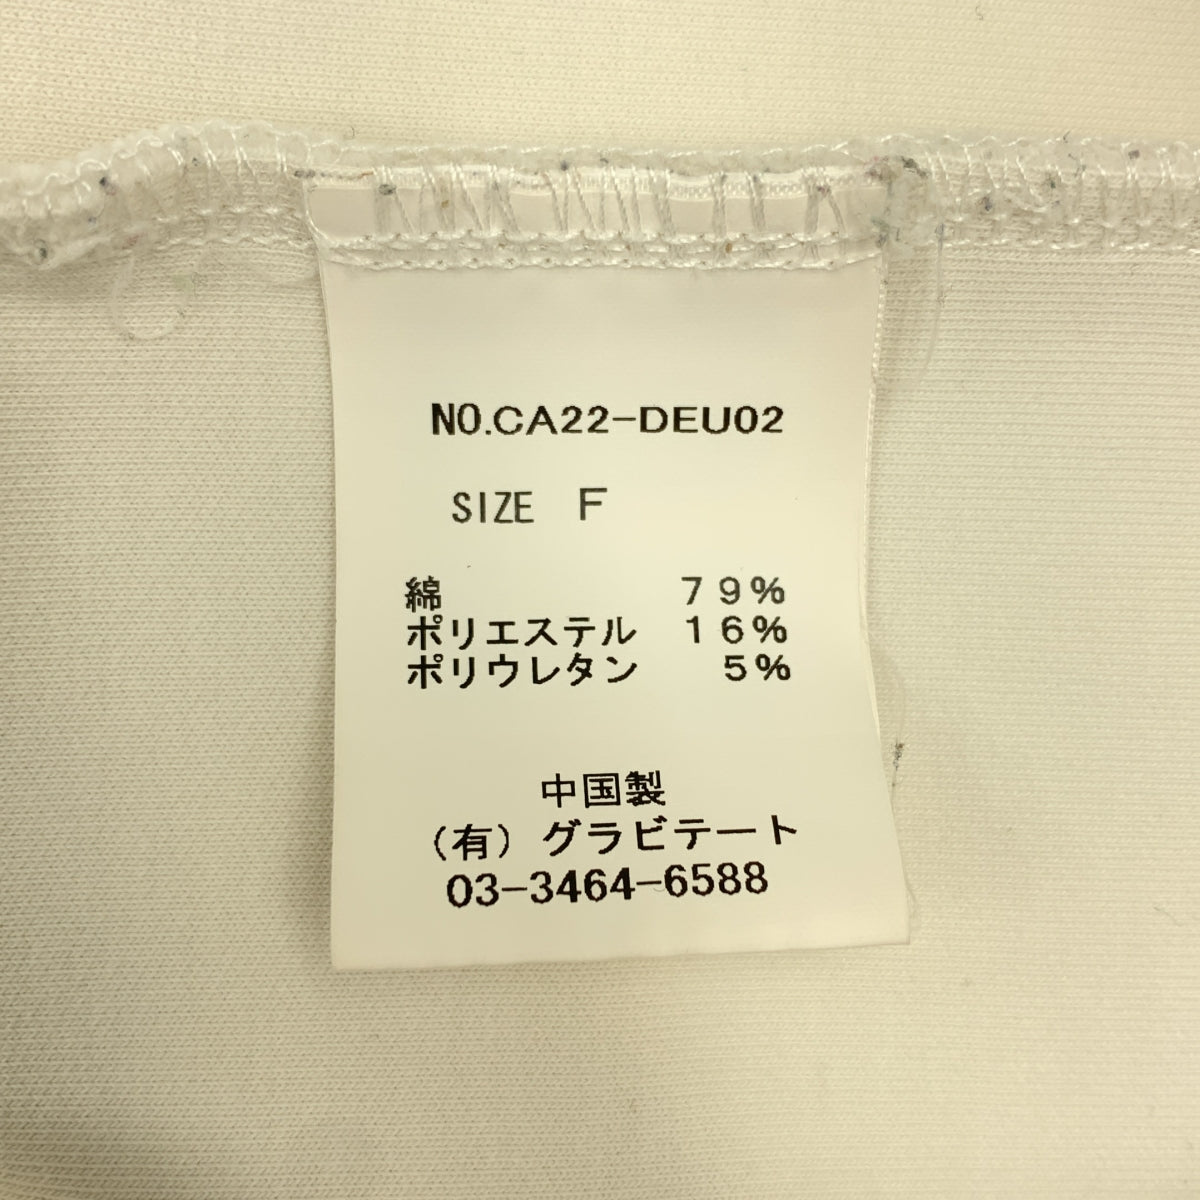 NO.CA22-DEU02
SIZE F
綿 79%
ポリエステル 16%
ポリウレタン 5%
中国製
(有) グラビテート
03-3464-6588